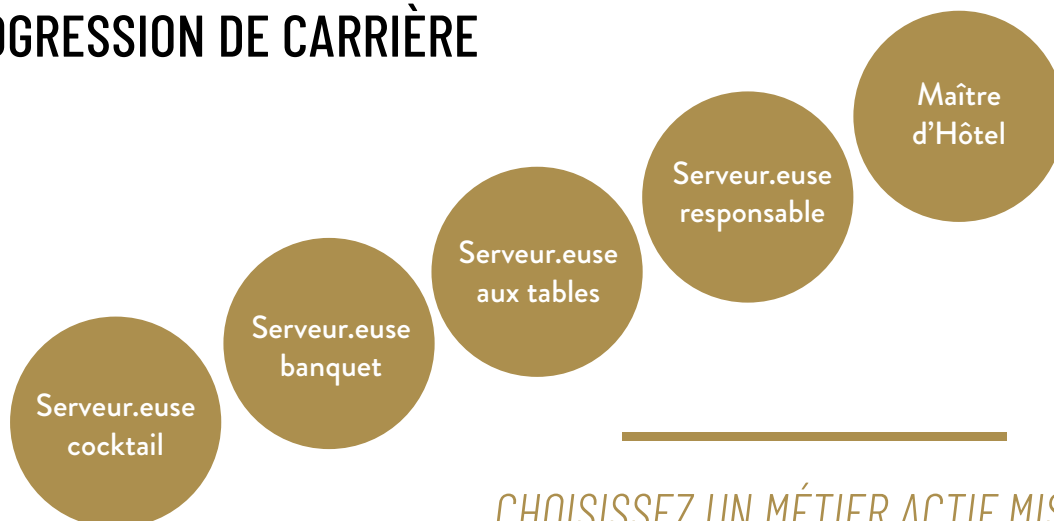 OGRESSION DE CARRIÈRE
Maître
d'Hôtel
Serveur.euse
responsable
Serveur.euse
aux tables
Serveur.euse
banquet
Serveur.euse
cocktail
CHOISISSEZ UN MÉTIER ACTIF MIS